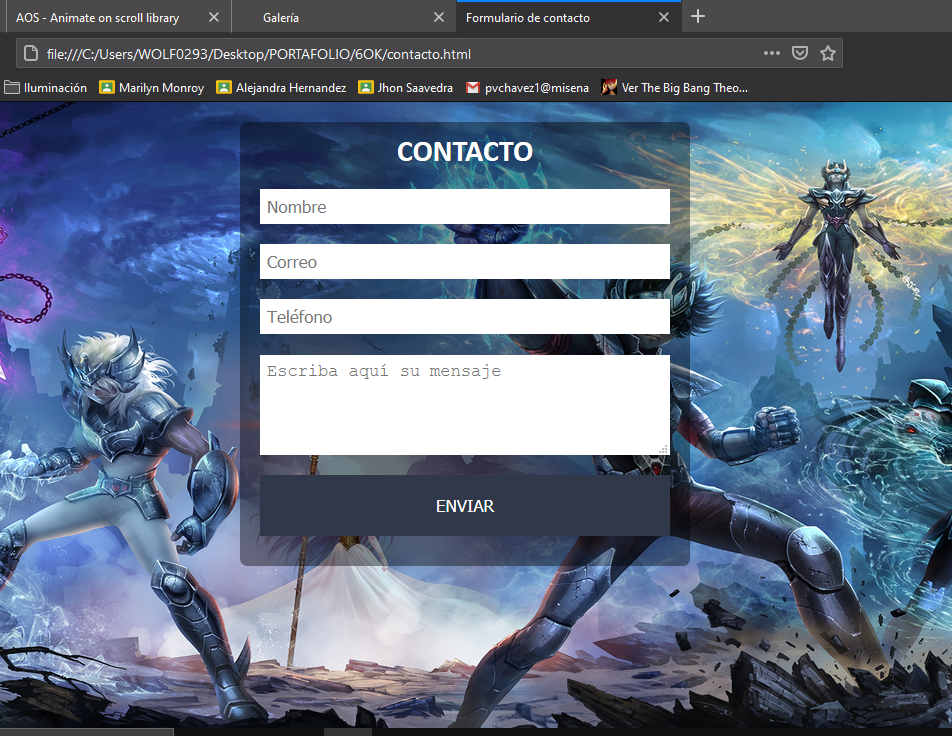 AOS - Animate on scroll library
Galería
Formulario de contacto
file:///C:/Users/WOLF0293/Desktop/PORTAFOLIO/6OK/contacto.html
Iluminación
Marilyn Monroy
Alejandra Hernandez
Jhon Saavedra
pvchavez1@misena
Ver The Big Bang Theo...
CONTACTO
Nombre
Correo
Teléfono
Escriba aquí su mensaje
ENVIAR